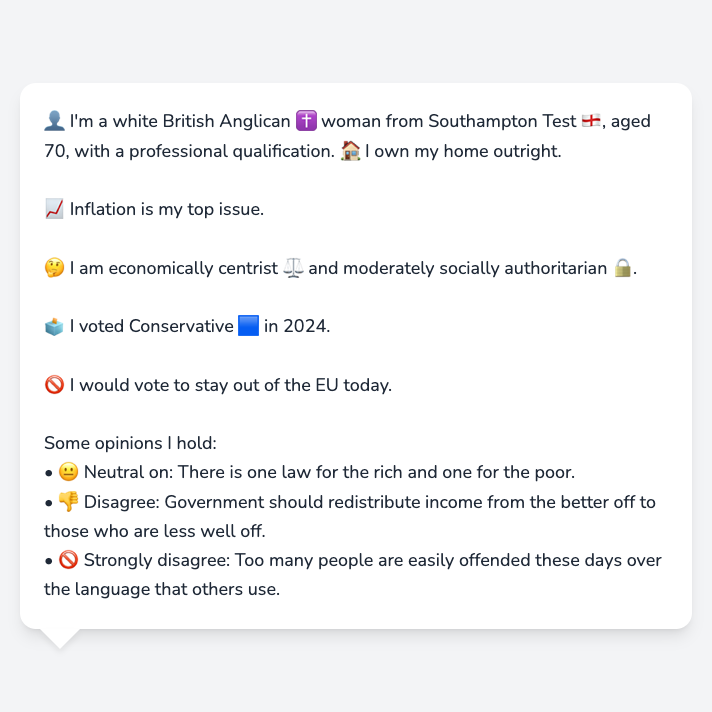 👤 I'm a white British Anglican ✝️ woman from Southampton Test 🏴󠁧󠁢󠁥󠁮󠁧󠁿, aged
70, with a professional qualification. 🏠 I own my home outright.
📈 Inflation is my top issue.
🤔 I am economically centrist ⚖️ and moderately socially authoritarian 🔒.
🗳️ I voted Conservative 🟦 in 2024.
🚫 I would vote to stay out of the EU today.
Some opinions I hold:
• 😐 Neutral on: There is one law for the rich and one for the poor.
• 👎 Disagree: Government should redistribute income from the better off to
those who are less well off.
• 🚫 Strongly disagree: Too many people are easily offended these days over
the language that others use.